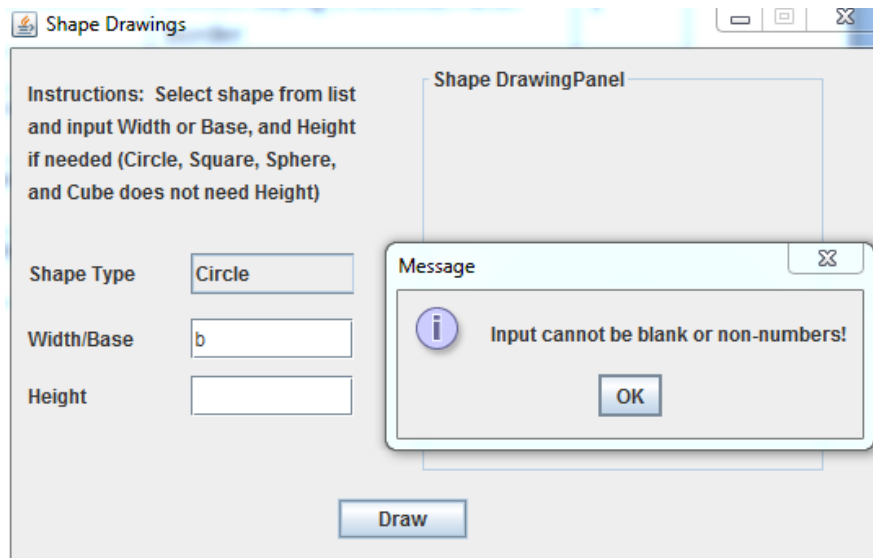 Shape Drawings
Instructions: Select shape from list
and input Width or Base, and Height
if needed (Circle, Square, Sphere,
and Cube does not need Height)
Shape DrawingPanel
Shape Type
Circle
Width/Base
b
Height
Message
Input cannot be blank or non-numbers!
OK
Draw